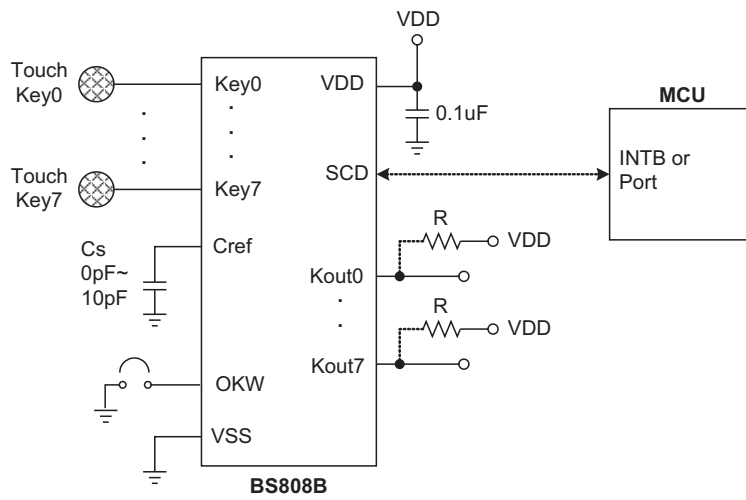 VDD
Touch
Key0
Key0
VDD
0.1uF
MCU
Touch
Key7
Key7
SCD
INTB or
Port
Cs
0pF~
10pF
Cref
R
VDD
Kout0
R
VDD
Kout7
OKW
VSS
BS808B